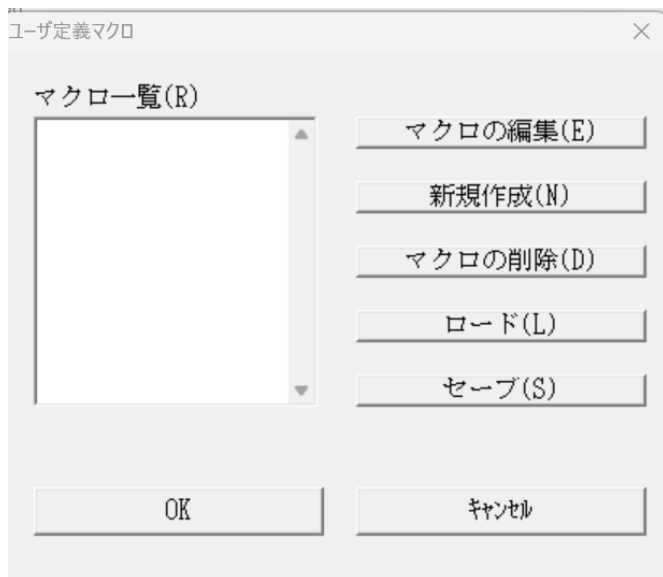 ユーザ定義マクロ
マクロ一覧(R)
マクロの編集(E)
新規作成(N)
マクロの削除(D)
ロード(L)
セーブ(S)
OK
ｷｬﾝｾﾙ